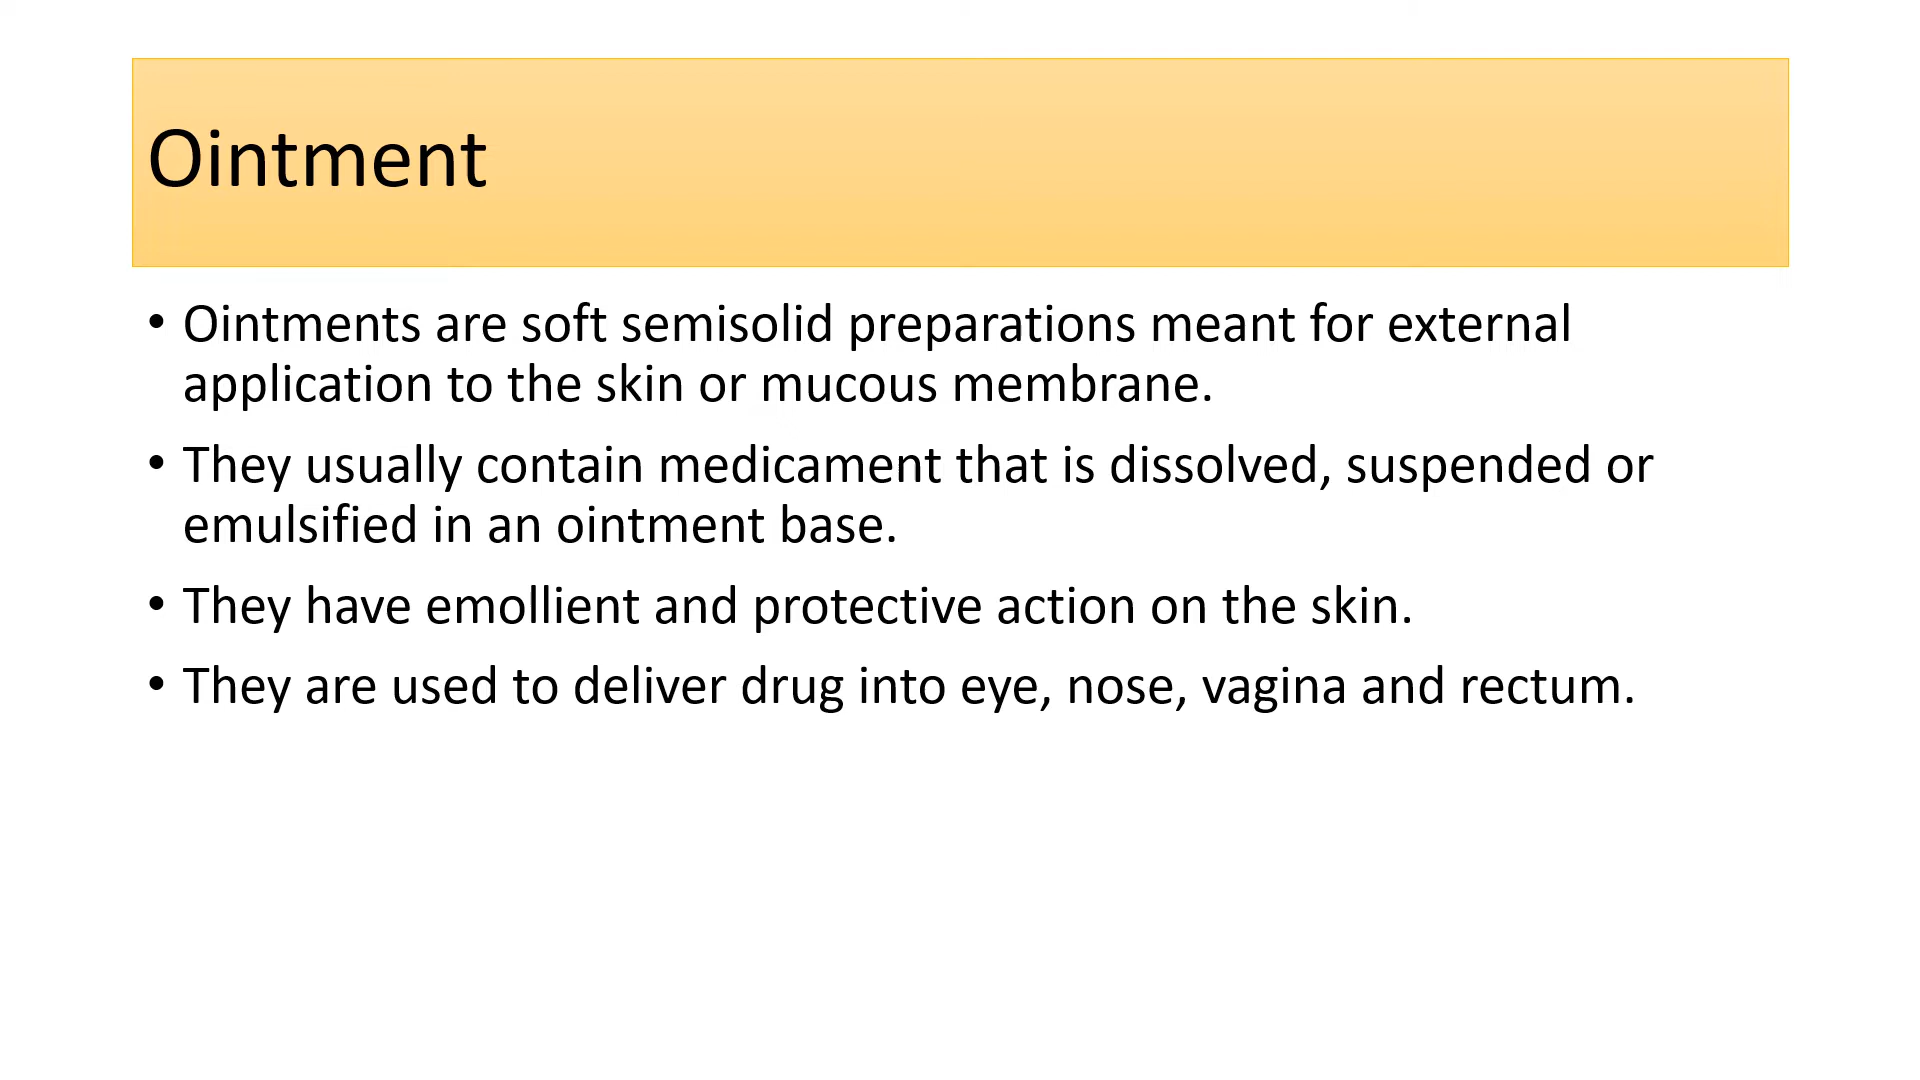 Ointment
• Ointments are soft semisolid preparations meant for external
application to the skin or mucous membrane.
• They usually contain medicament that is dissolved, suspended or
emulsified in an ointment base.
• They have emollient and protective action on the skin.
• They are used to deliver drug into eye, nose, vagina and rectum.